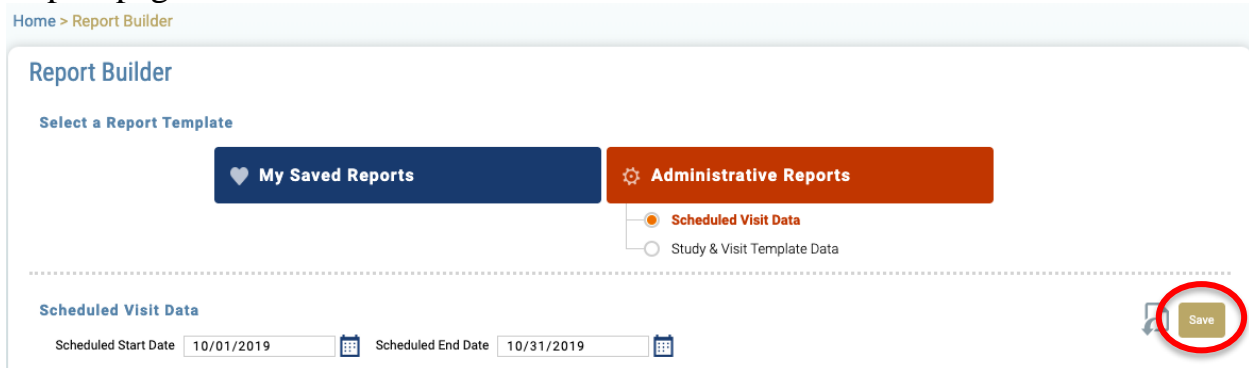 Home > Report Builder
Report Builder
Select a Report Template
My Saved Reports
Administrative Reports
Scheduled Visit Data
Study & Visit Template Data
Scheduled Visit Data
Save
Scheduled Start Date 10/01/2019 Scheduled End Date 10/31/2019